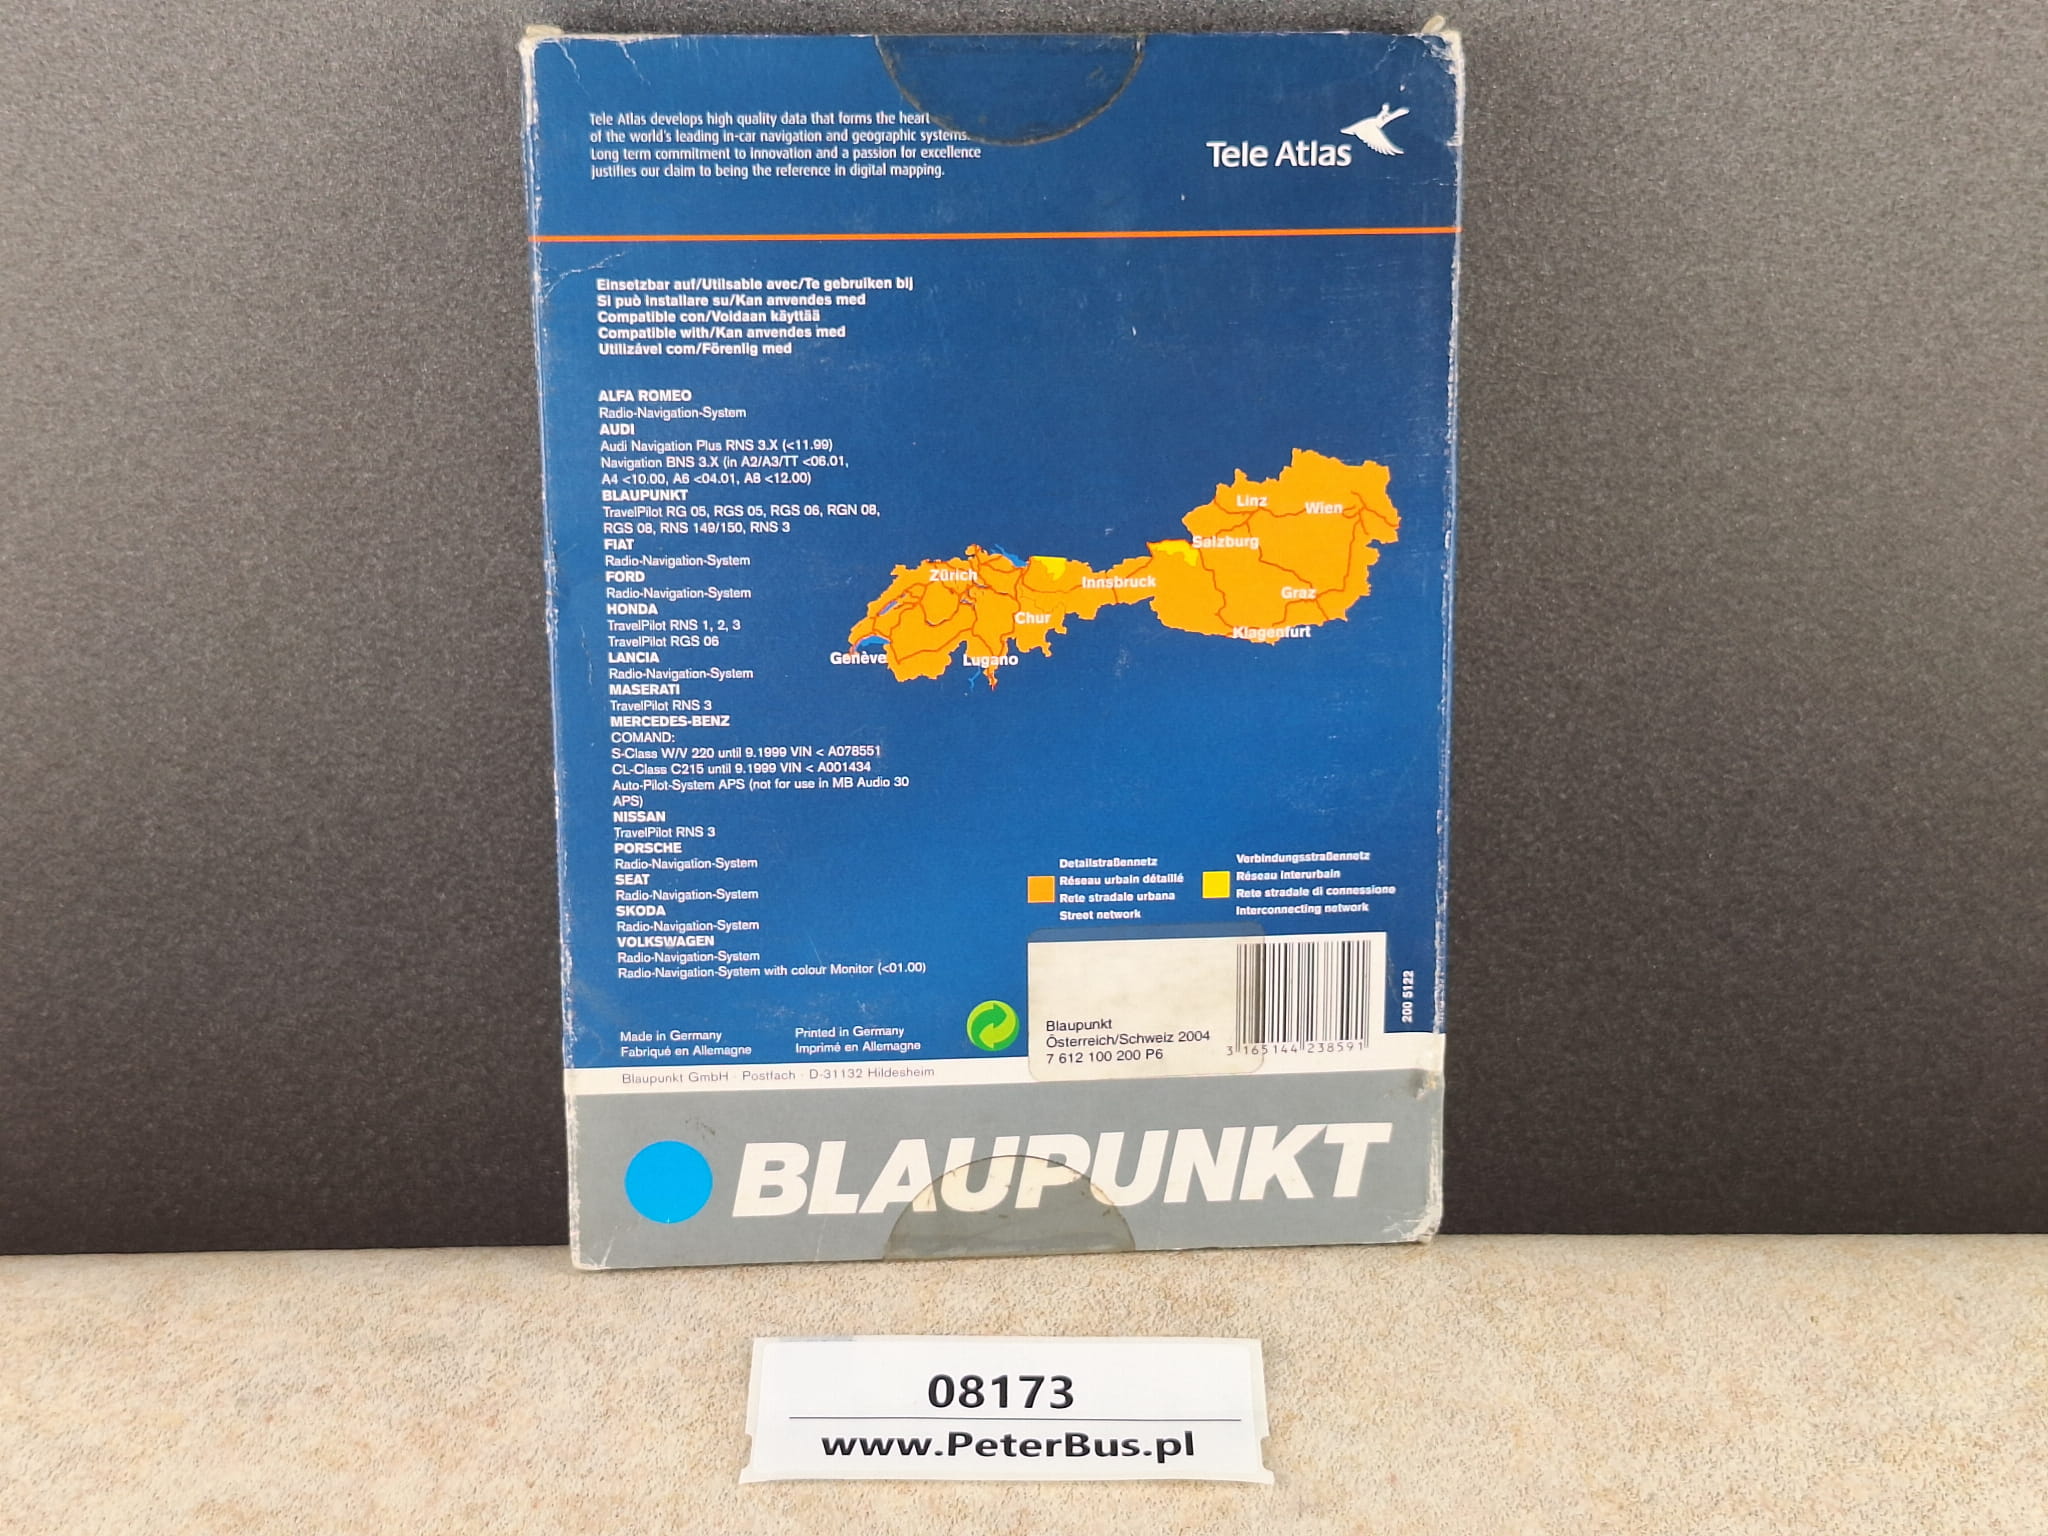 Tele Atlas develops high quality data that forms the heart
of the world's leading in-car navigation and geographic systems.
Long term commitment to innovation and a passion for excellence
justifies our claim to being the reference in digital mapping.
Tele Atlas
Einsetzbar auf/Utilsable avec/Te gebruiken bij
Si può installare su/Kan anvendes med
Compatible con/Voidaan käyttää
Compatible with/Kan anvendes med
Utilizável com/Förenlig med
ALFA ROMEO
Radio-Navigation-System
AUDI
Audi Navigation Plus RNS 3.X (<11.99)
Navigation BNS 3.X (in A2/A3/TT <06.01,
A4 <10.00, A6 <04.01, A8 <12.00)
BLAUPUNKT
TravelPilot RG 05, RGS 05, RGS 06, RGN 08,
RGS 08, RNS 149/150, RNS 3
FIAT
Radio-Navigation-System
FORD
Radio-Navigation-System
HONDA
TravelPilot RNS 1, 2, 3
TravelPilot RGS 06
LANCIA
Radio-Navigation-System
MASERATI
TravelPilot RNS 3
MERCEDES-BENZ
COMAND:
S-Class W/V 220 until 9.1999 VIN < A078551
CL-Class C215 until 9.1999 VIN < A001434
Auto-Pilot-System APS (not for use in MB Audio 30
APS)
NISSAN
TravelPilot RNS 3
PORSCHE
Radio-Navigation-System
SEAT
Radio-Navigation-System
SKODA
Radio-Navigation-System
VOLKSWAGEN
Radio-Navigation-System
Radio-Navigation-System with colour Monitor (<01.00)
Linz
Wien
Salzburg
Zürich
Innsbruck
Graz
Chur
Klagenfurt
Genève
Lugano
Detailstraßennetz
Réseau urbain détaillé
Rete stradale urbana
Street network
Verbindungsstraßennetz
Réseau interurbain
Rete stradale di connessione
Interconnecting network
200 5122
Blaupunkt
Österreich/Schweiz 2004
7 612 100 200 P6
3 165144 238591
Made in Germany
Fabriqué en Allemagne
Printed in Germany
Imprimé en Allemagne
Blaupunkt GmbH · Postfach · D-31132 Hildesheim
BLAUPUNKT
08173
www.PeterBus.pl